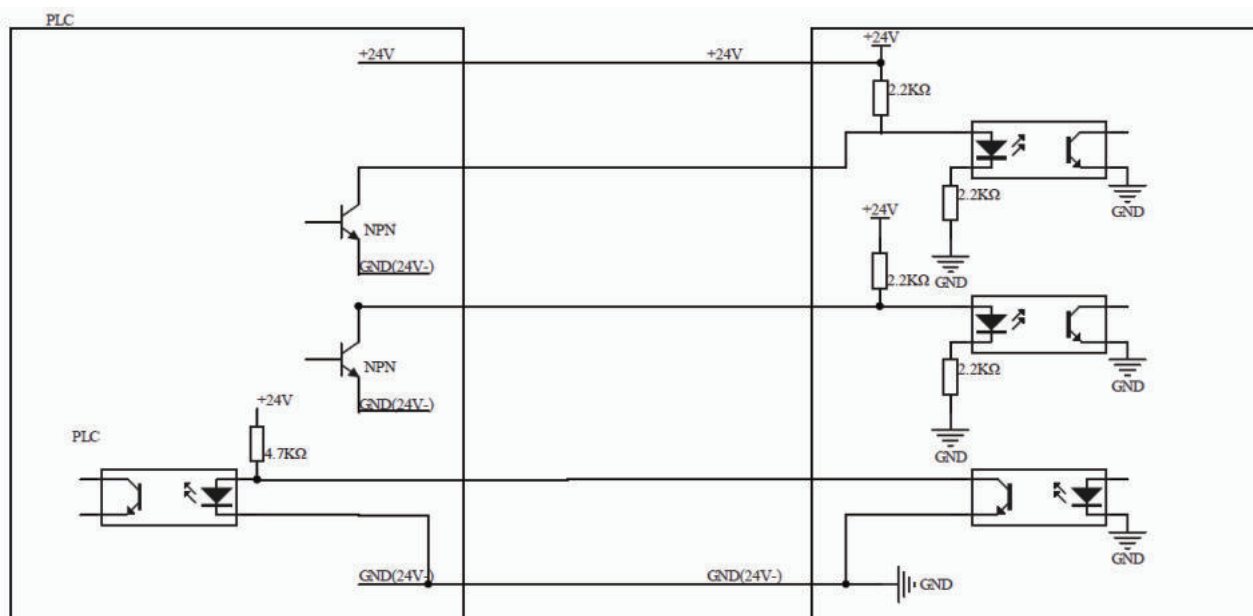 PLC
+24V
+24V
+24V
2.2KΩ
2.2KΩ
GND
+24V
NPN
GND(24V-)
GND
2.2KΩ
NPN
2.2KΩ
GND
GND(24V-)
+24V
PLC
4.7KΩ
GND
GND
GND(24V-)
GND(24V-)
GND